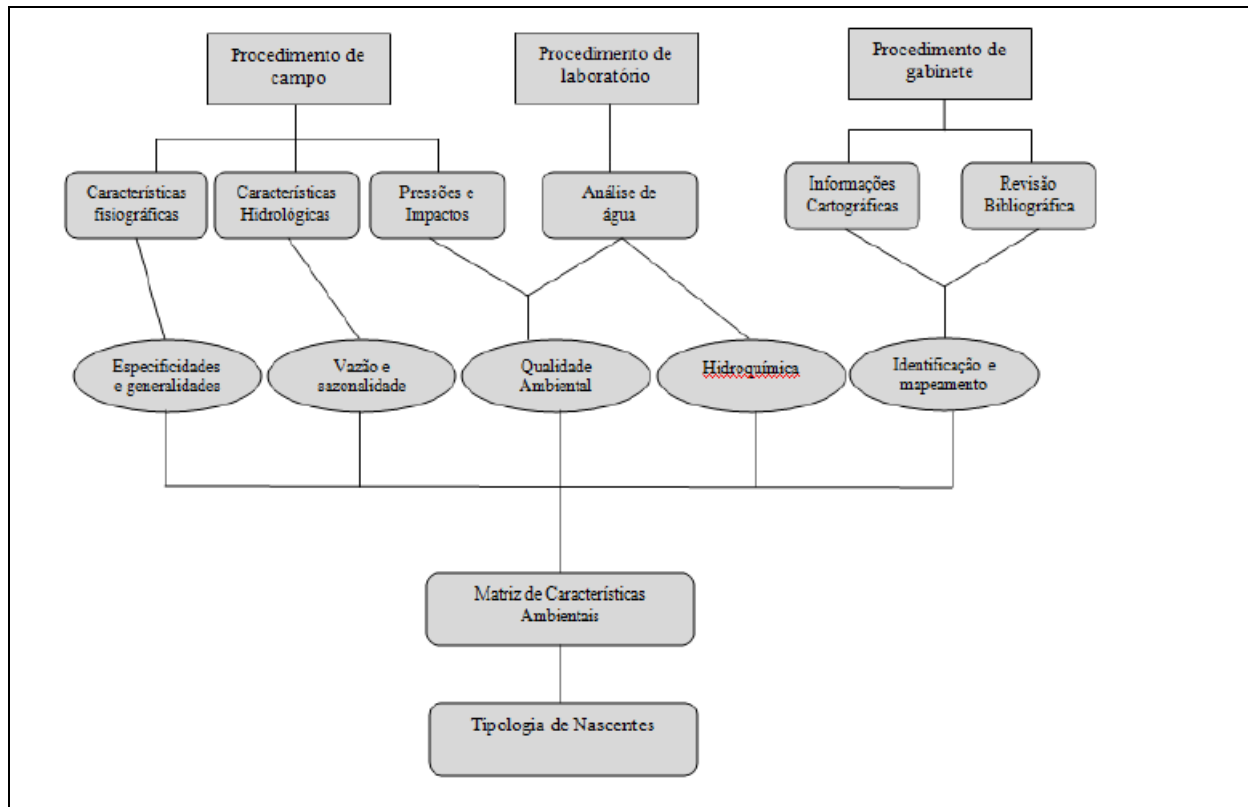 Procedimento de
campo
Procedimento de
laboratório
Procedimento de
gabinete
Características
fisiográficas
Características
Hidrológicas
Pressões e
Impactos
Análise de
água
Informações
Cartográficas
Revisão
Bibliográfica
Especificidades
e generalidades
Vazão e
sazonalidade
Qualidade
Ambiental
Hidroquímica
Identificação e
mapeamento
Matriz de Características
Ambientais
Tipologia de Nascentes